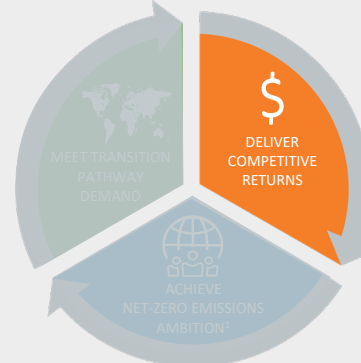 $
DELIVER
COMPETITIVE
RETURNS
MEET TRANSITION
PATHWAY
DEMAND
ACHIEVE
NET-ZERO EMISSIONS
AMBITION¹